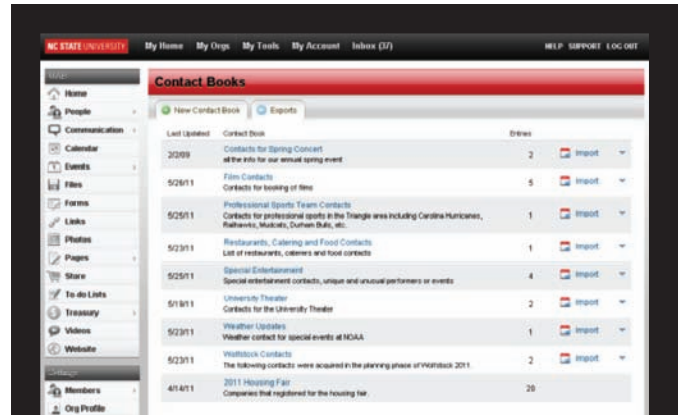 NC STATE UNIVERSITY My Home My Orgs My Tools My Account Inbox (37) HELP SUPPORT LOG OUT
Home
People
Communication
Calendar
Events
Files
Forms
Links
Photos
Pages
Share
To-do Lists
Treasury
Videos
Website
Settings
Members
Org Profile
Contact Books
New Contact Book Exports
Last Updated Contact Book Entries
2/2/09 Contacts for Spring Concert 2 Import
all the info for our annual spring event
5/26/11 Film Contacts 5 Import
Contacts for booking of films
5/25/11 Professional Sports Team Contacts 1 Import
Contacts for professional sports in the Triangle area including Carolina Hurricanes,
Railhawks, Mudcats, Durham Bulls, etc.
5/23/11 Restaurants, Catering and Food Contacts 1 Import
List of restaurants, caterers and food contacts
5/25/11 Special Entertainment 4 Import
Special entertainment contacts, unique and unusual performers or events
5/19/11 University Theater 2 Import
Contacts for the University Theater
5/23/11 Weather Updates 1 Import
Weather contact for special events at NOAA
5/23/11 Wolfstock Contacts 2 Import
The following contacts were acquired in the planning phase of Wolfstock 2011.
4/14/11 2011 Housing Fair 28
Companies that registered for the housing fair.